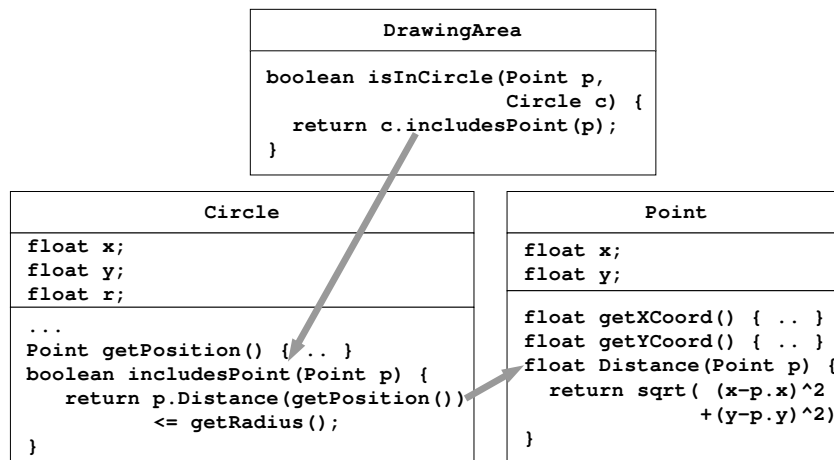 DrawingArea
boolean isInCircle(Point p,
Circle c) {
return c.includesPoint(p);
}
Circle
float x;
float y;
float r;
...
Point getPosition() { .. }
boolean includesPoint(Point p) {
return p.Distance(getPosition())
<= getRadius();
}
Point
float x;
float y;
float getXCoord() { .. }
float getYCoord() { .. }
float Distance(Point p) {
return sqrt( (x-p.x)^2
+(y-p.y)^2)
}